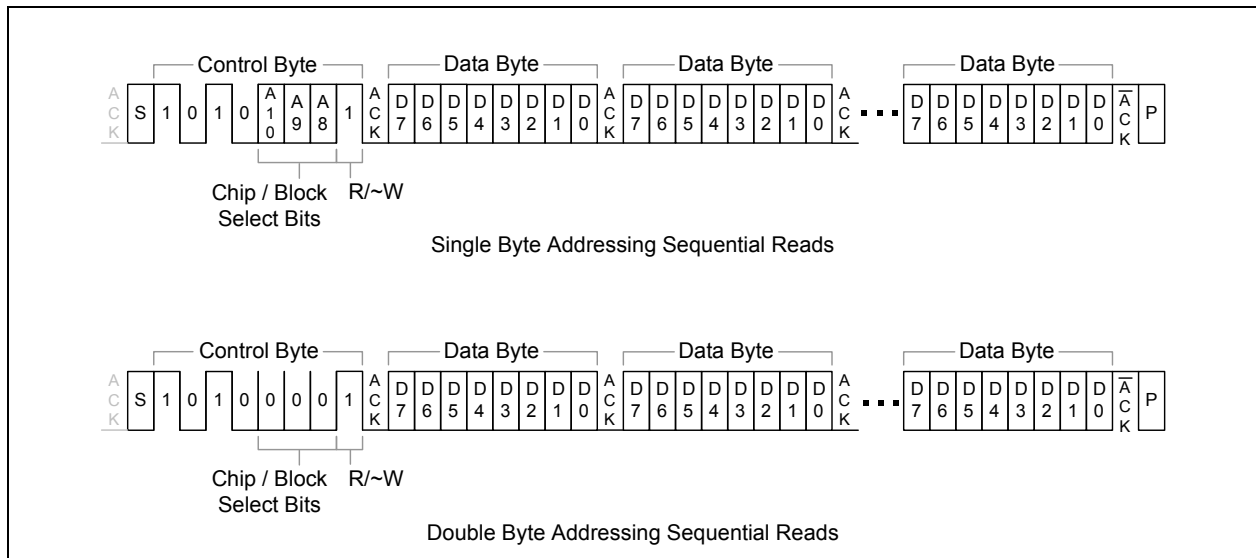 Control Byte Data Byte Data Byte Data Byte
ACK S 1 0 1 0 A10 A9 A8 1 ACK D7 D6 D5 D4 D3 D2 D1 D0 ACK D7 D6 D5 D4 D3 D2 D1 D0 ACK ▪▪▪ D7 D6 D5 D4 D3 D2 D1 D0 A̅C̅K̅ P
Chip / Block R/~W
Select Bits
Single Byte Addressing Sequential Reads
Control Byte Data Byte Data Byte Data Byte
ACK S 1 0 1 0 0 0 0 1 ACK D7 D6 D5 D4 D3 D2 D1 D0 ACK D7 D6 D5 D4 D3 D2 D1 D0 ACK ▪▪▪ D7 D6 D5 D4 D3 D2 D1 D0 A̅C̅K̅ P
Chip / Block R/~W
Select Bits
Double Byte Addressing Sequential Reads